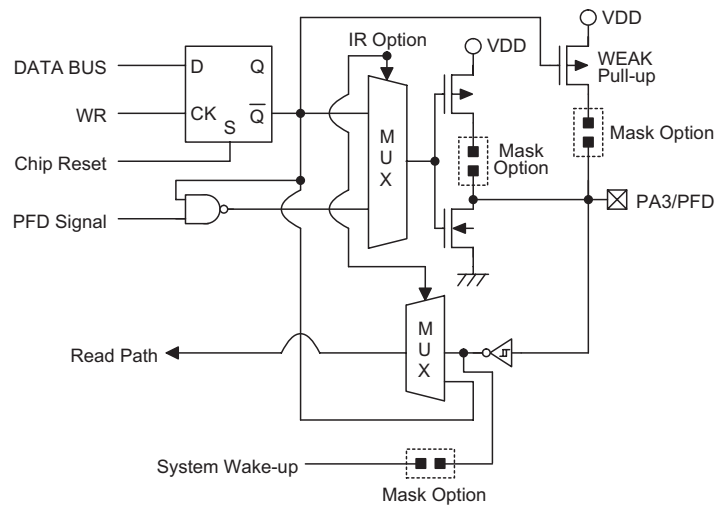 VDD
IR Option
VDD
WEAK
Pull-up
DATA BUS
D
Q
WR
CK
Q
S
Mask Option
M
U
X
Mask
Option
Chip Reset
PFD Signal
PA3/PFD
M
U
X
Read Path
System Wake-up
Mask Option